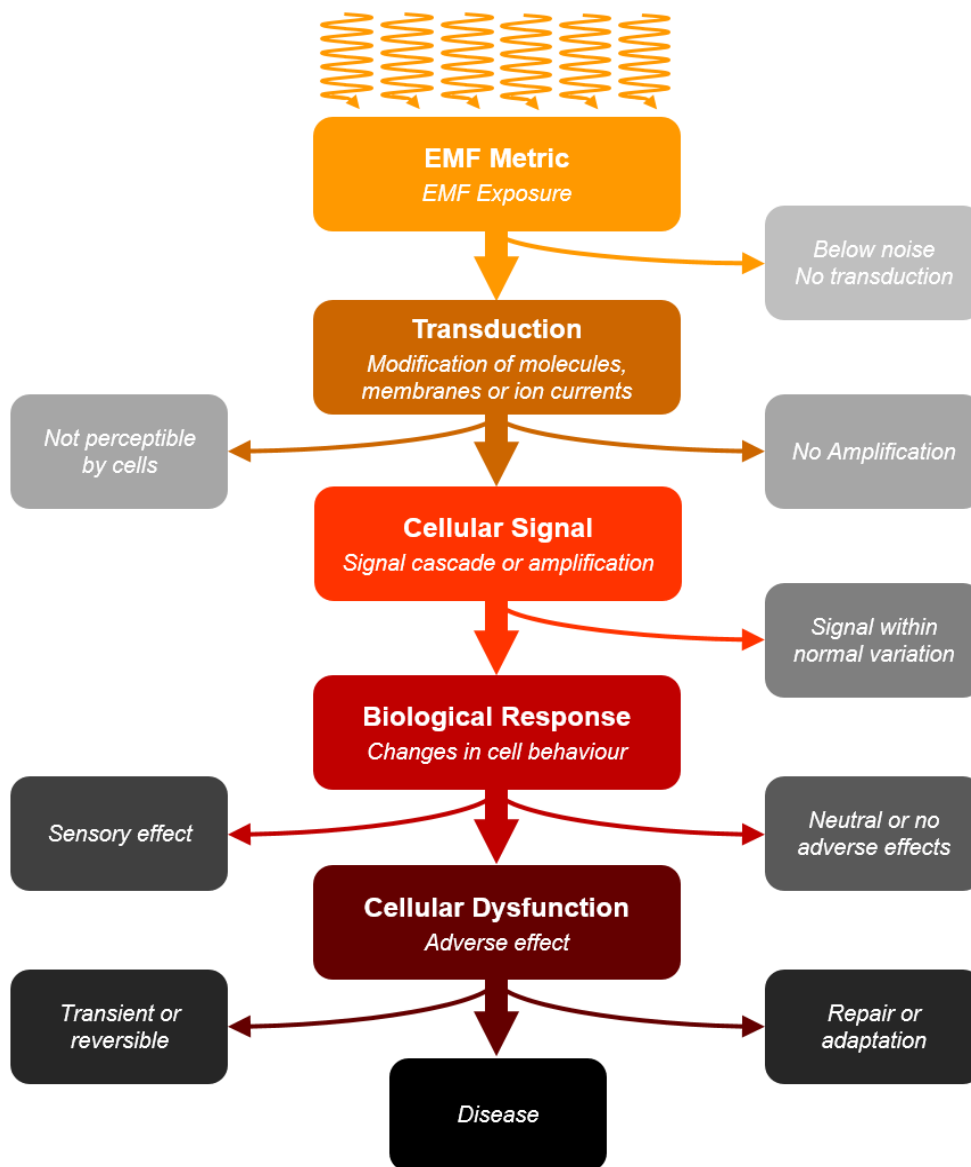 EMF Metric
EMF Exposure
Below noise
No transduction
Transduction
Modification of molecules,
membranes or ion currents
Not perceptible
by cells
No Amplification
Cellular Signal
Signal cascade or amplification
Signal within
normal variation
Biological Response
Changes in cell behaviour
Sensory effect
Neutral or no
adverse effects
Cellular Dysfunction
Adverse effect
Transient or
reversible
Repair or
adaptation
Disease